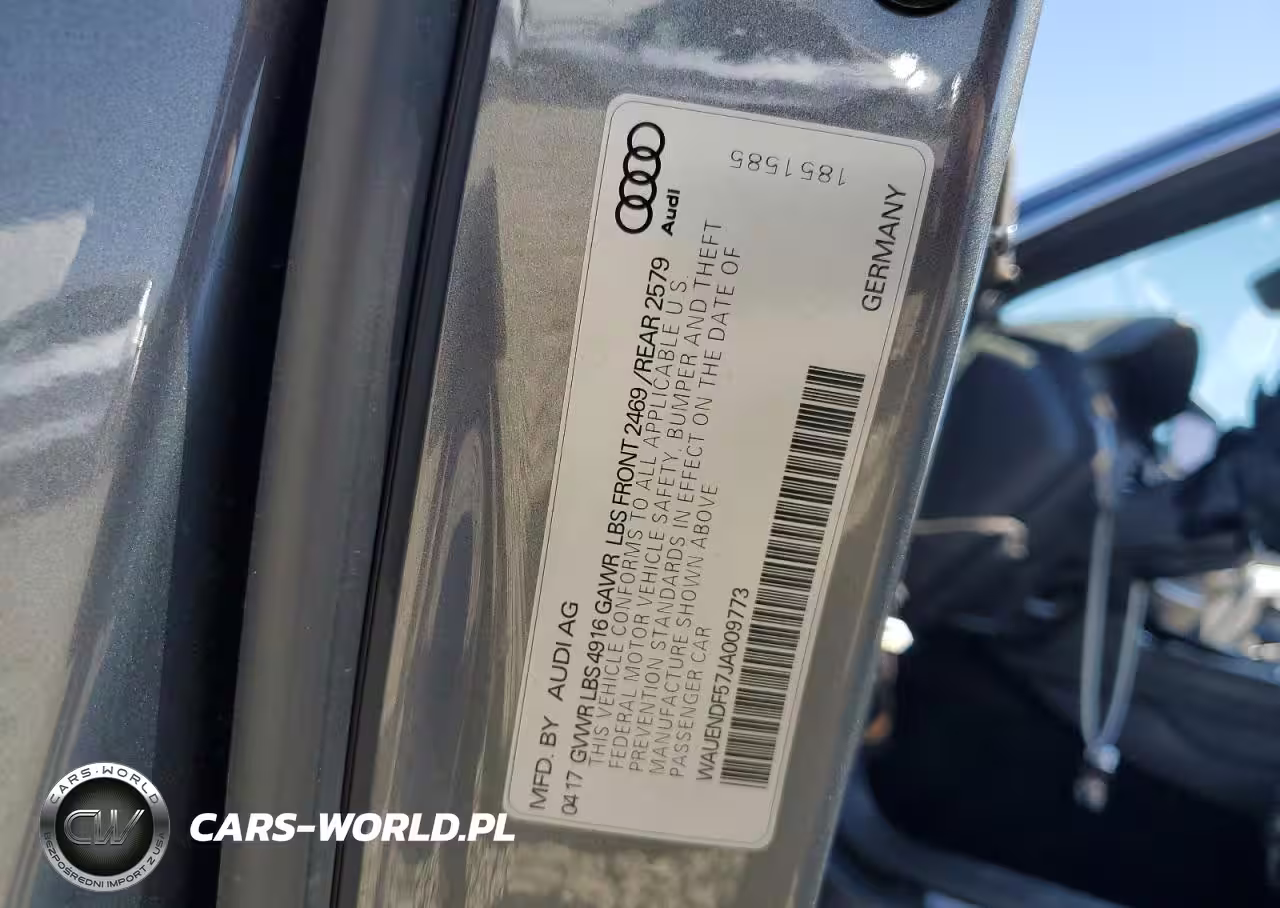 Audi
1851585
MFD. BY AUDI AG
0417 GVWR LBS 4916 GAWR LBS FRONT 2469/REAR 2579
THIS VEHICLE CONFORMS TO ALL APPLICABLE U.S.
FEDERAL MOTOR VEHICLE SAFETY, BUMPER AND THEFT
PREVENTION STANDARDS IN EFFECT ON THE DATE OF
MANUFACTURE SHOWN ABOVE
PASSENGER CAR
WAUENDF57JA009773
GERMANY
CARS-WORLD
CW
BEZPOŚREDNI IMPORT Z USA
CARS-WORLD.PL